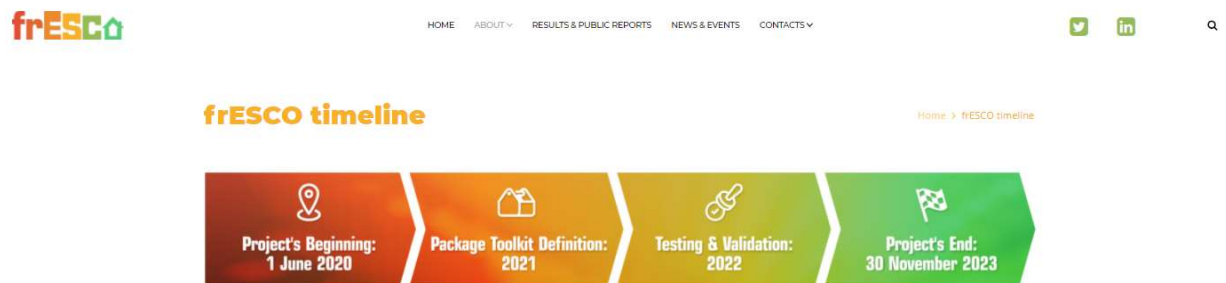 frESCO
HOME ABOUT RESULTS & PUBLIC REPORTS NEWS & EVENTS CONTACTS
frESCO timeline
Home > frESCO timeline
Project's Beginning:
1 June 2020
Package Toolkit Definition:
2021
Testing & Validation:
2022
Project's End:
30 November 2023